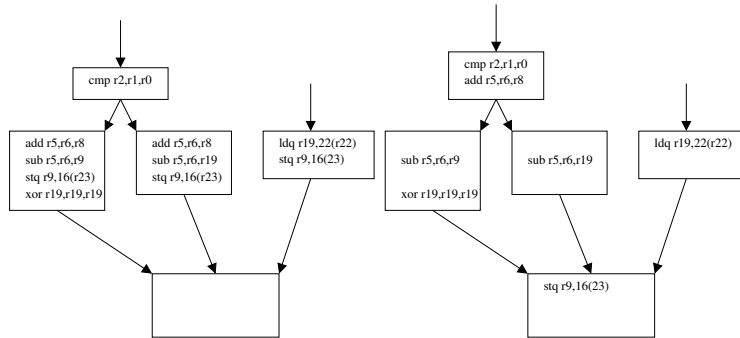 cmp r2,r1,r0
add r5,r6,r8
sub r5,r6,r9
stq r9,16(r23)
xor r19,r19,r19
add r5,r6,r8
sub r5,r6,r19
stq r9,16(r23)
ldq r19,22(r22)
stq r9,16(23)
cmp r2,r1,r0
add r5,r6,r8
sub r5,r6,r9
xor r19,r19,r19
sub r5,r6,r19
ldq r19,22(r22)
stq r9,16(23)